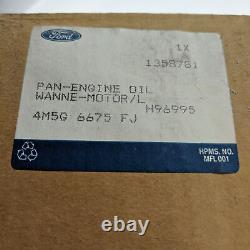 Ford
1X
1358781
PAN-ENGINE OIL
WANNE-MOTOR/L
H96995
4M5G 6675 FJ
HPMS. NO.
MFL001